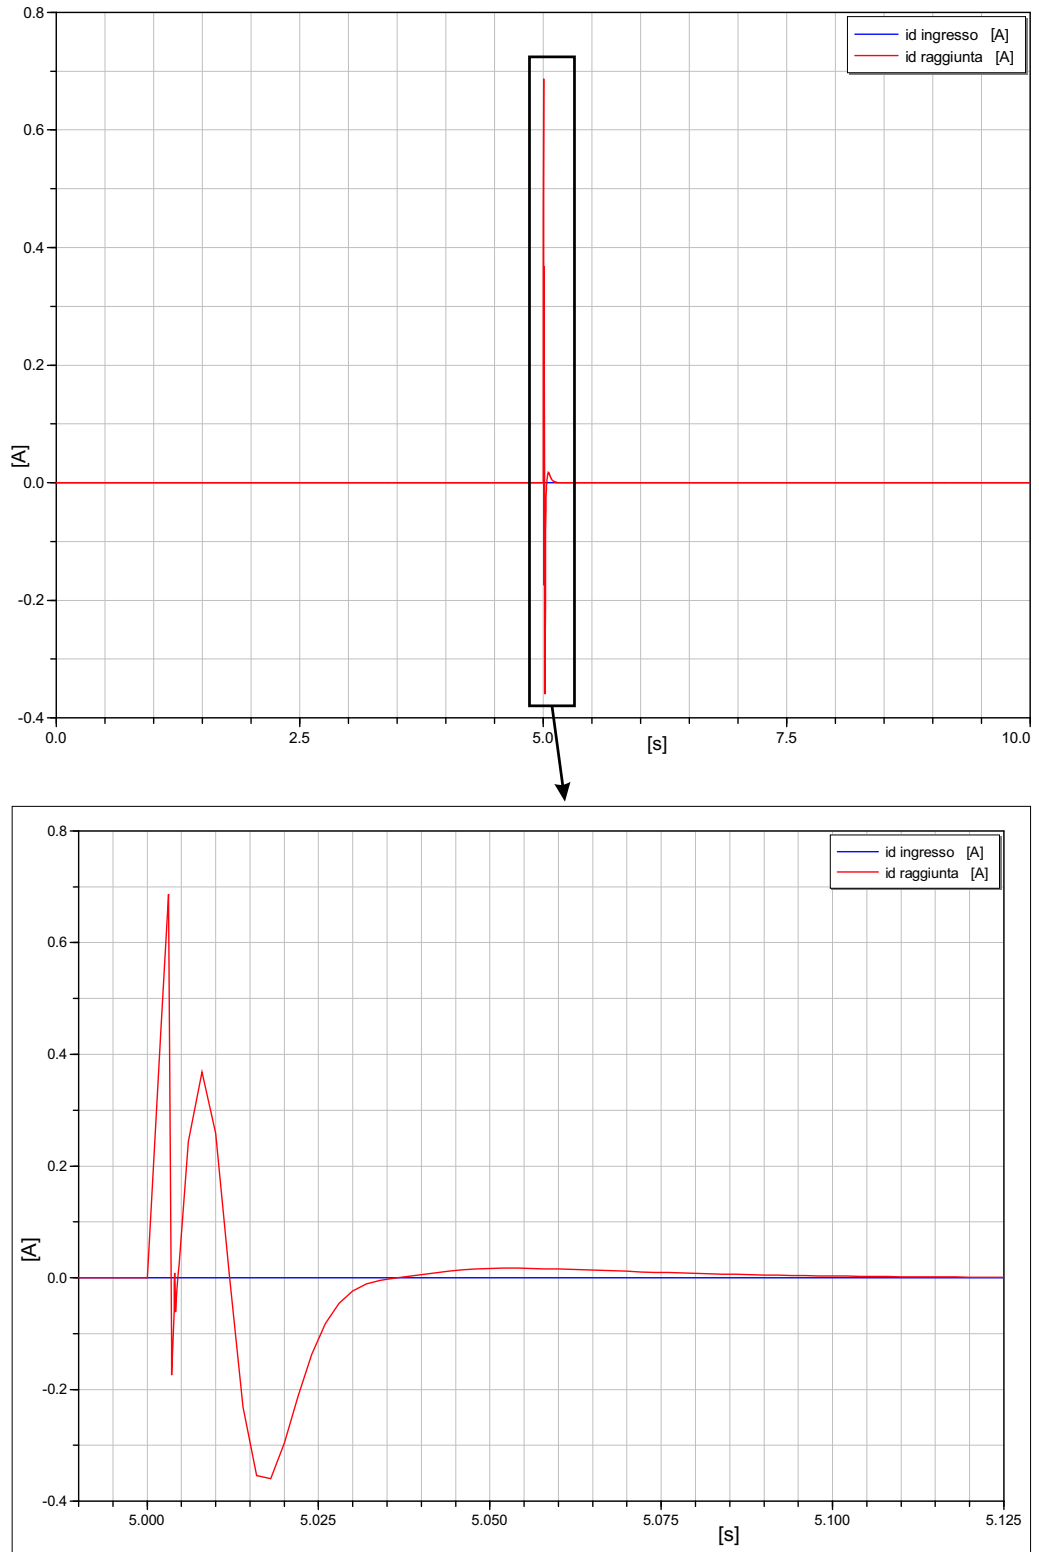 0.8
id ingresso [A]
id raggiunta [A]
0.6
0.4
0.2
[A]
0.0
-0.2
-0.4
0.0 2.5 5.0 [s] 7.5 10.0
0.8
id ingresso [A]
id raggiunta [A]
0.6
0.4
0.2
[A]
0.0
-0.2
-0.4
5.000 5.025 5.050 5.075 5.100 5.125
[s]